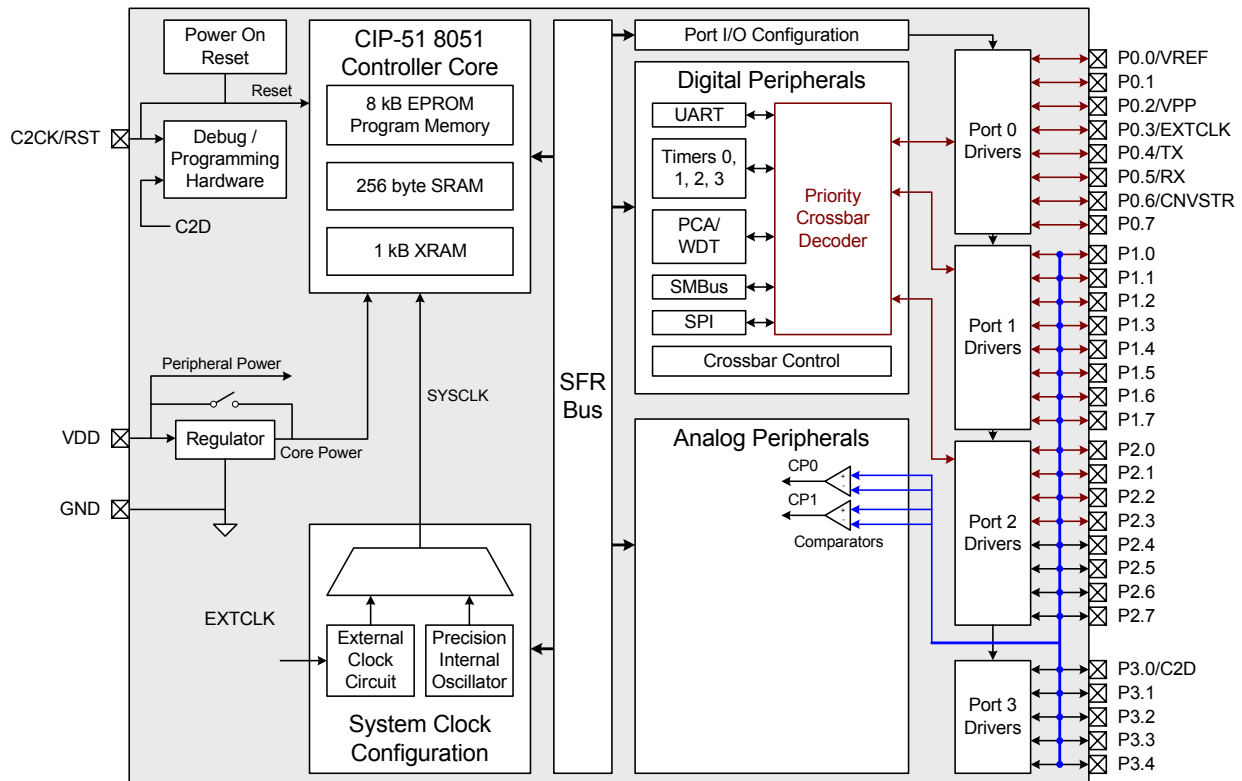 Power On
Reset
Reset
C2CK/RST
Debug /
Programming
Hardware
C2D
CIP-51 8051
Controller Core
8 kB EPROM
Program Memory
256 byte SRAM
1 kB XRAM
Peripheral Power
VDD
Regulator
Core Power
GND
SYSCLK
EXTCLK
External
Clock
Circuit
Precision
Internal
Oscillator
System Clock
Configuration
SFR
Bus
Port I/O Configuration
Digital Peripherals
UART
Timers 0,
1, 2, 3
PCA/
WDT
SMBus
SPI
Priority
Crossbar
Decoder
Crossbar Control
Analog Peripherals
CP0
+
-
CP1
+
-
Comparators
Port 0
Drivers
Port 1
Drivers
Port 2
Drivers
Port 3
Drivers
P0.0/VREF
P0.1
P0.2/VPP
P0.3/EXTCLK
P0.4/TX
P0.5/RX
P0.6/CNVSTR
P0.7
P1.0
P1.1
P1.2
P1.3
P1.4
P1.5
P1.6
P1.7
P2.0
P2.1
P2.2
P2.3
P2.4
P2.5
P2.6
P2.7
P3.0/C2D
P3.1
P3.2
P3.3
P3.4